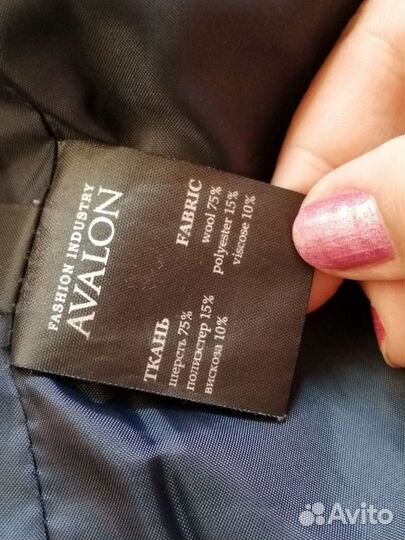 FASHION INDUSTRY
AVALON
FABRIC
wool 75%
polyester 15%
viscose 10%
ТКАНЬ
шерсть 75%
полиэстер 15%
вискоза 10%
Avito